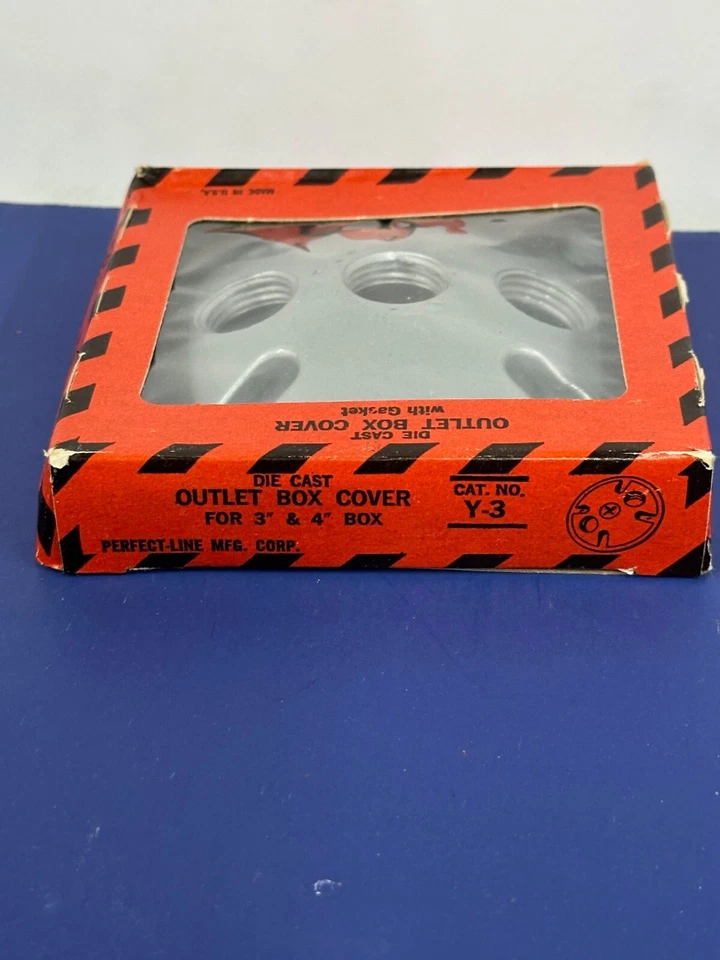 MADE IN U.S.A.
DIE CAST
OUTLET BOX COVER
with Gasket
DIE CAST
OUTLET BOX COVER
FOR 3" & 4" BOX
CAT. NO.
Y-3
PERFECT-LINE MFG. CORP.